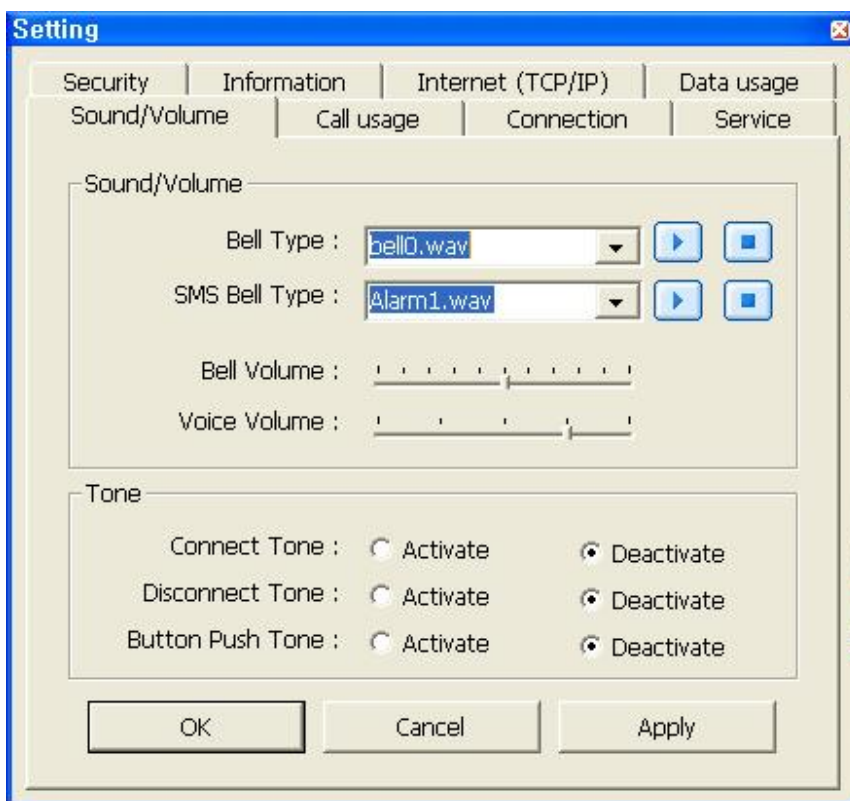 Setting
Security Information Internet (TCP/IP) Data usage
Sound/Volume Call usage Connection Service
Sound/Volume
Bell Type : bell0.wav
SMS Bell Type : Alarm1.wav
Bell Volume :
Voice Volume :
Tone
Connect Tone : Activate Deactivate
Disconnect Tone : Activate Deactivate
Button Push Tone : Activate Deactivate
OK Cancel Apply